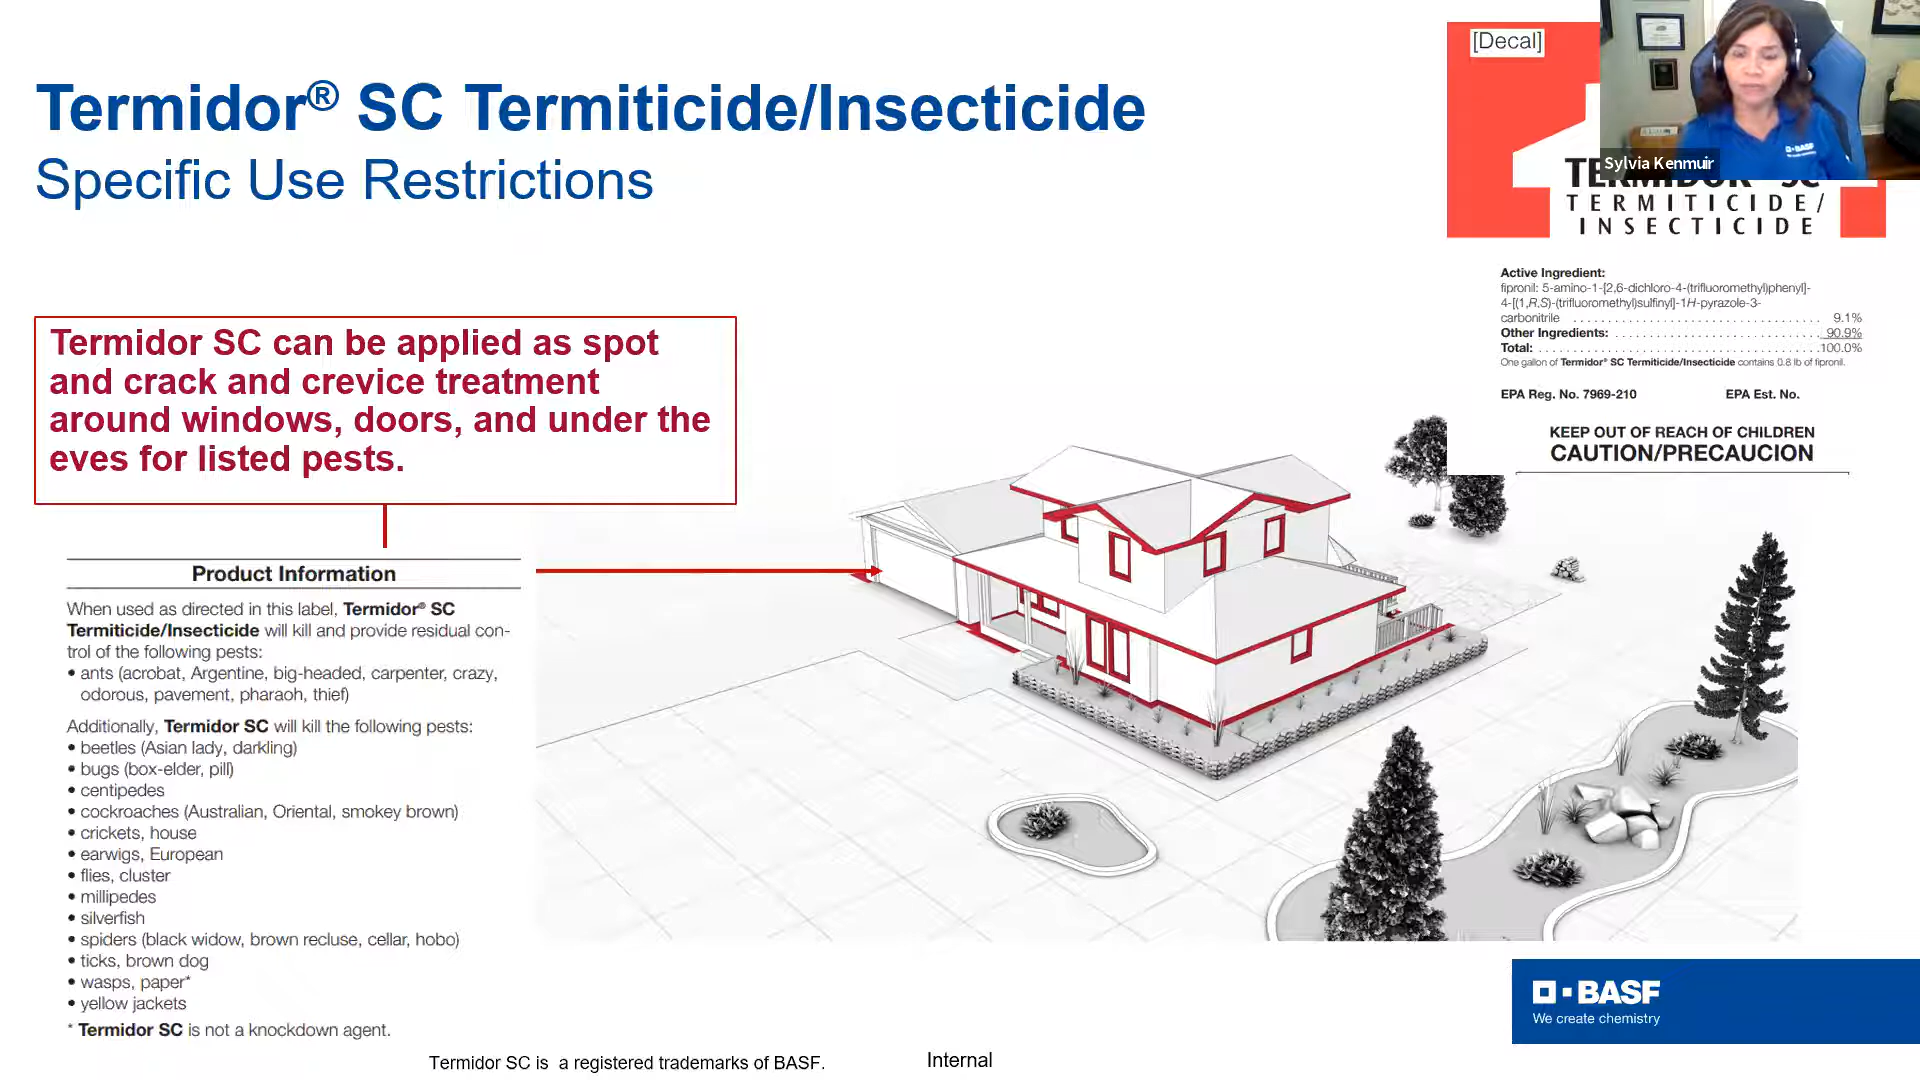 Termidor® SC Termiticide/Insecticide
Specific Use Restrictions
Termidor SC can be applied as spot
and crack and crevice treatment
around windows, doors, and under the
eves for listed pests.
Product Information
When used as directed in this label, Termidor® SC
Termiticide/Insecticide will kill and provide residual con-
trol of the following pests:
• ants (acrobat, Argentine, big-headed, carpenter, crazy,
odorous, pavement, pharaoh, thief)
Additionally, Termidor SC will kill the following pests:
• beetles (Asian lady, darkling)
• bugs (box-elder, pill)
• centipedes
• cockroaches (Australian, Oriental, smokey brown)
• crickets, house
• earwigs, European
• flies, cluster
• millipedes
• silverfish
• spiders (black widow, brown recluse, cellar, hobo)
• ticks, brown dog
• wasps, paper*
• yellow jackets
* Termidor SC is not a knockdown agent.
Termidor SC is  a registered trademarks of BASF.
Internal
[Decal]
BASF
Sylvia Kenmuir
TERMIDOR SC
TERMITICIDE/
INSECTICIDE
Active Ingredient:
fipronil: 5-amino-1-[2,6-dichloro-4-(trifluoromethyl)phenyl]-
4-[(1,R,S)-(trifluoromethyl)sulfinyl]-1H-pyrazole-3-
carbonitrile . . . . . . . . . . . . . . . . . . . . . . . . . . . . . . . . . . 9.1%
Other Ingredients: . . . . . . . . . . . . . . . . . . . . . . . . . . . . 90.9%
Total: . . . . . . . . . . . . . . . . . . . . . . . . . . . . . . . . . . . . . . 100.0%
One gallon of Termidor® SC Termiticide/Insecticide contains 0.8 lb of fipronil.
EPA Reg. No. 7969-210 EPA Est. No.
KEEP OUT OF REACH OF CHILDREN
CAUTION/PRECAUCION
BASF
We create chemistry